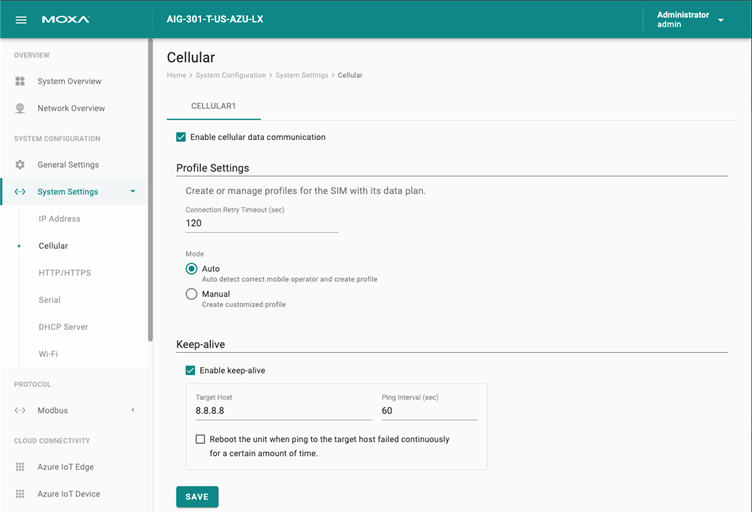 MOXA
AIG-301-T-US-AZU-LX
Administrator
admin
OVERVIEW
System Overview
Network Overview
SYSTEM CONFIGURATION
General Settings
System Settings
IP Address
Cellular
HTTP/HTTPS
Serial
DHCP Server
Wi-Fi
PROTOCOL
Modbus
CLOUD CONNECTIVITY
Azure IoT Edge
Azure IoT Device
Cellular
Home > System Configuration > System Settings > Cellular
CELLULAR1
Enable cellular data communication
Profile Settings
Create or manage profiles for the SIM with its data plan.
Connection Retry Timeout (sec)
120
Mode
Auto
Auto detect correct mobile operator and create profile
Manual
Create customized profile
Keep-alive
Enable keep-alive
Target Host
8.8.8.8
Ping Interval (sec)
60
Reboot the unit when ping to the target host failed continuously
for a certain amount of time.
SAVE